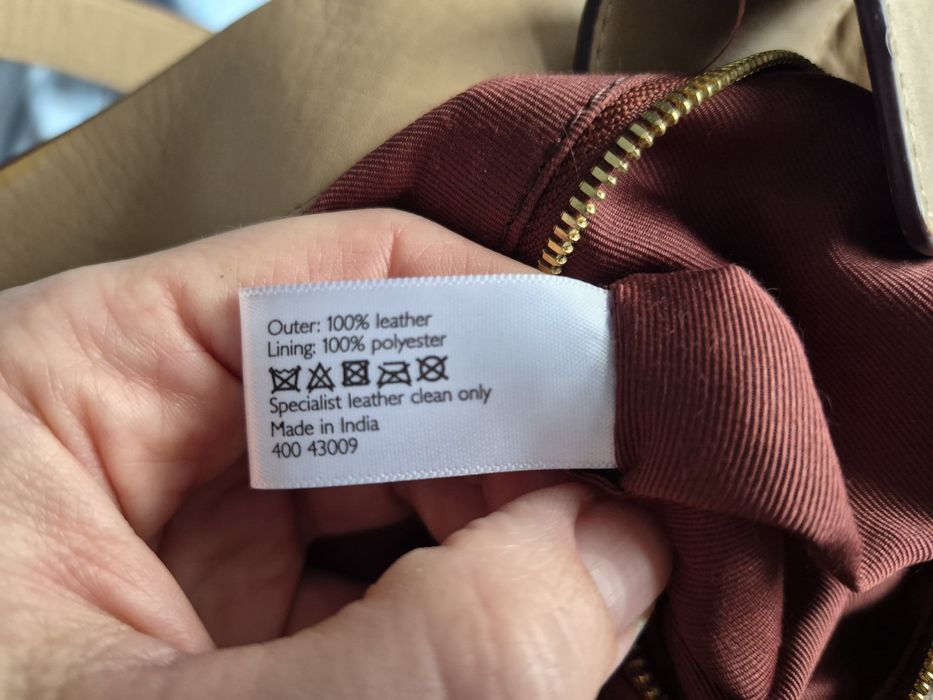 Outer: 100% leather
Lining: 100% polyester
Specialist leather clean only
Made in India
400 43009